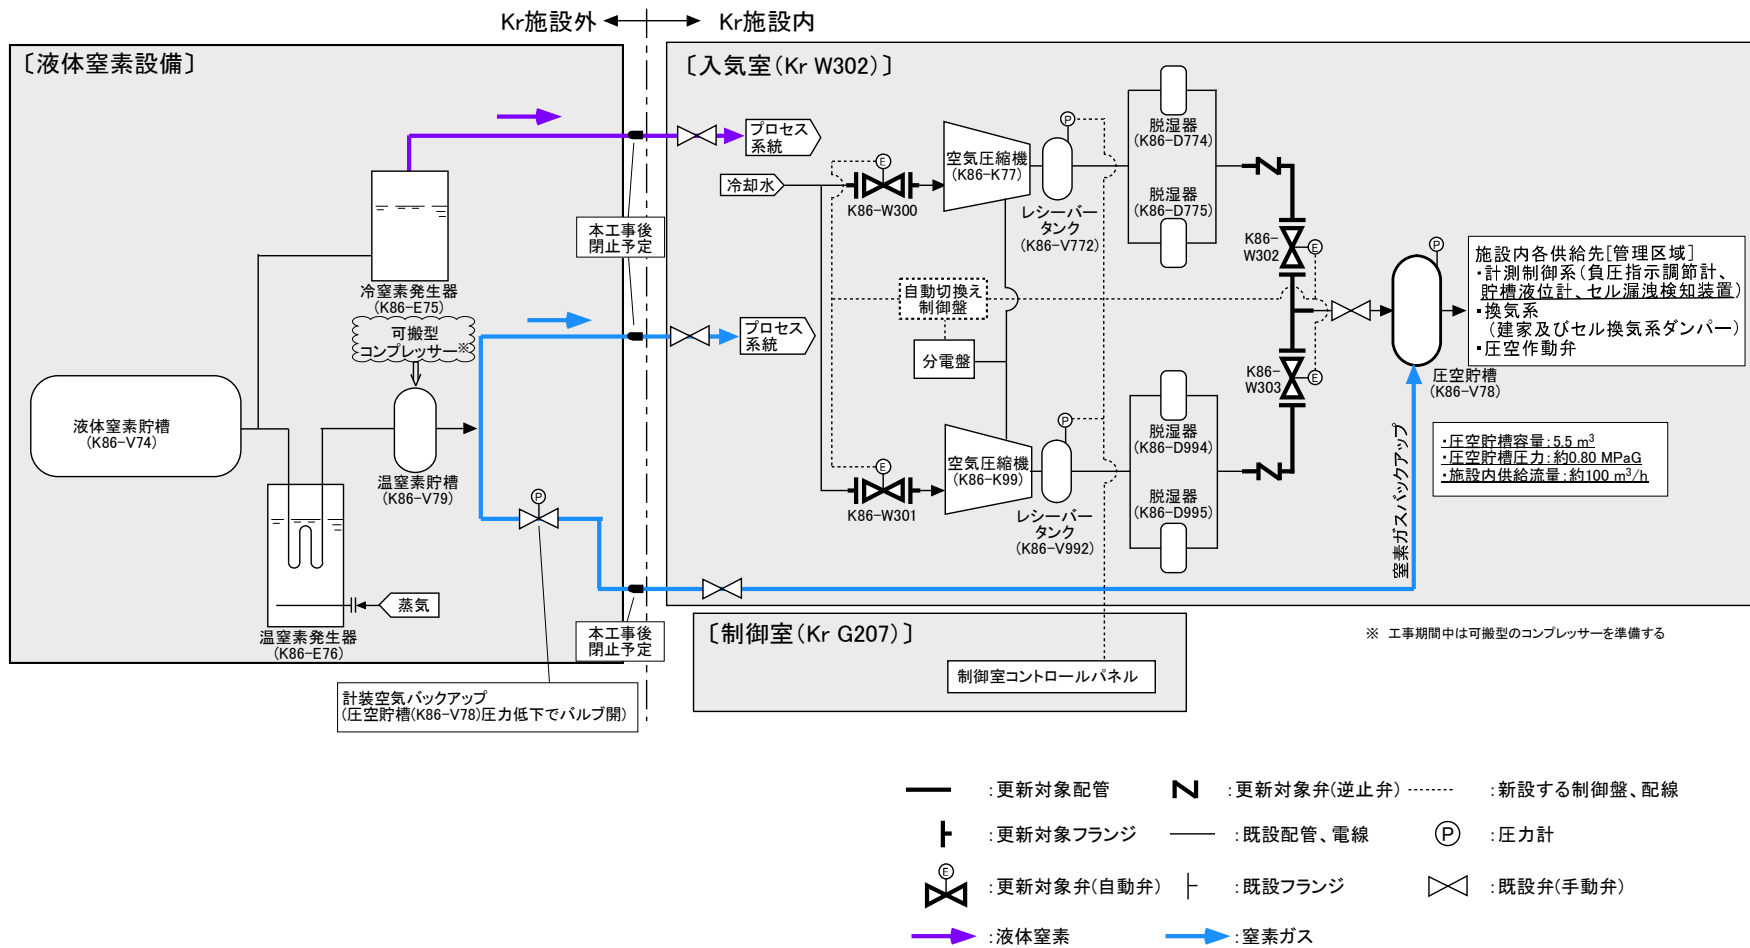 Kr施設外
Kr施設内
〔液体窒素設備〕
〔入気室(Kr W302)〕
プロセス
系統
冷却水
E
K86-W300
空気圧縮機
(K86-K77)
P
レシーバー
タンク
(K86-V772)
脱湿器
(K86-D774)
脱湿器
(K86-D775)
K86-
W302
E
P
施設内各供給先[管理区域]
・計測制御系(負圧指示調節計、
貯槽液位計、セル漏洩検知装置)
・換気系
(建家及びセル換気系ダンパー)
・圧空作動弁
本工事後
閉止予定
冷窒素発生器
(K86-E75)
可搬型
コンプレッサー※
プロセス
系統
自動切換え
制御盤
分電盤
K86-
W303
E
圧空貯槽
(K86-V78)
液体窒素貯槽
(K86-V74)
温窒素貯槽
(K86-V79)
P
E
K86-W301
空気圧縮機
(K86-K99)
P
レシーバー
タンク
(K86-V992)
脱湿器
(K86-D994)
脱湿器
(K86-D995)
窒素ガスバックアップ
・圧空貯槽容量：5.5 m³
・圧空貯槽圧力：約0.80 MPaG
・施設内供給流量：約100 m³/h
蒸気
温窒素発生器
(K86-E76)
本工事後
閉止予定
計装空気バックアップ
(圧空貯槽(K86-V78)圧力低下でバルブ開)
〔制御室(Kr G207)〕
制御室コントロールパネル
※ 工事期間中は可搬型のコンプレッサーを準備する
：更新対象配管
：更新対象弁(逆止弁)
：新設する制御盤、配線
：更新対象フランジ
：既設配管、電線
P
：圧力計
E
：更新対象弁(自動弁)
：既設フランジ
：既設弁(手動弁)
：液体窒素
：窒素ガス